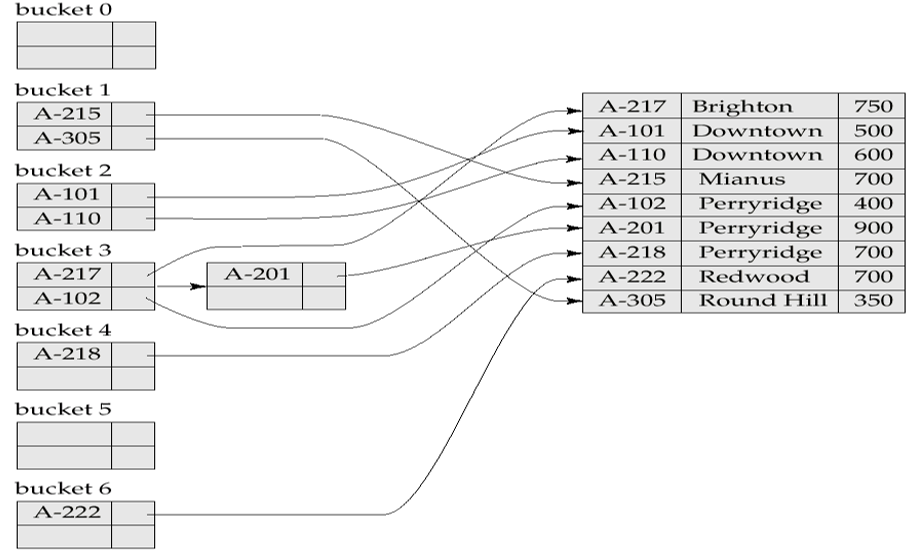 bucket 0
bucket 1
A-215
A-305
bucket 2
A-101
A-110
bucket 3
A-217
A-102
A-201
bucket 4
A-218
bucket 5
bucket 6
A-222
A-217 Brighton 750
A-101 Downtown 500
A-110 Downtown 600
A-215 Mianus 700
A-102 Perryridge 400
A-201 Perryridge 900
A-218 Perryridge 700
A-222 Redwood 700
A-305 Round Hill 350